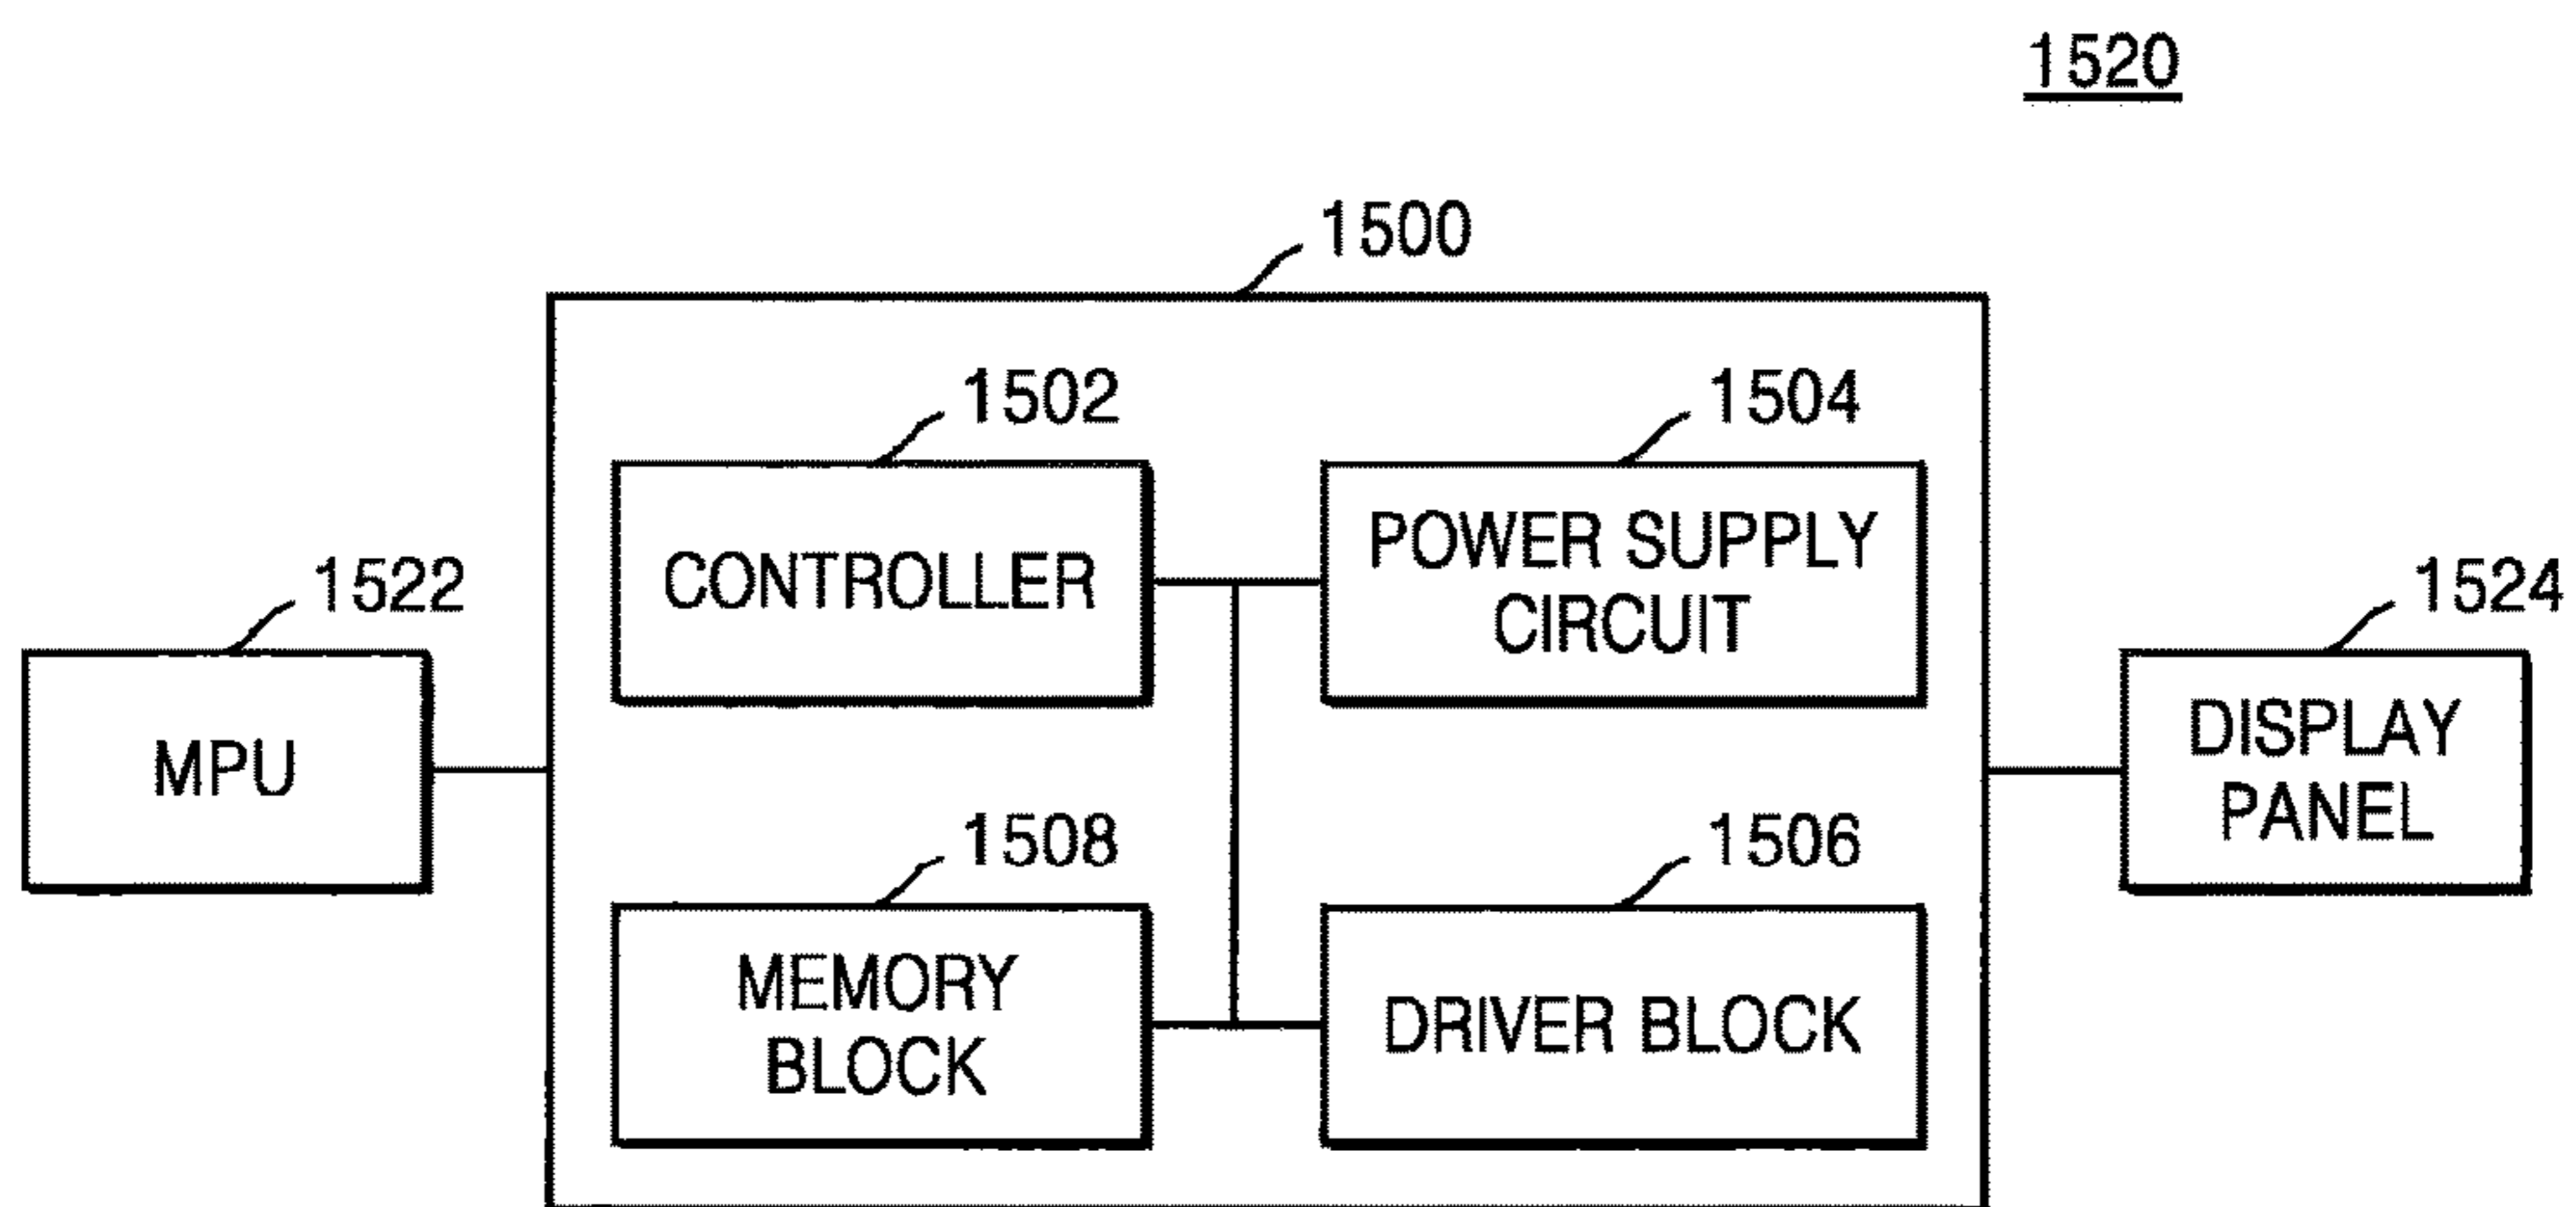 1520
1500
1502
1504
CONTROLLER
POWER SUPPLY
CIRCUIT
1522
MPU
1524
DISPLAY
PANEL
1508
1506
MEMORY
BLOCK
DRIVER BLOCK